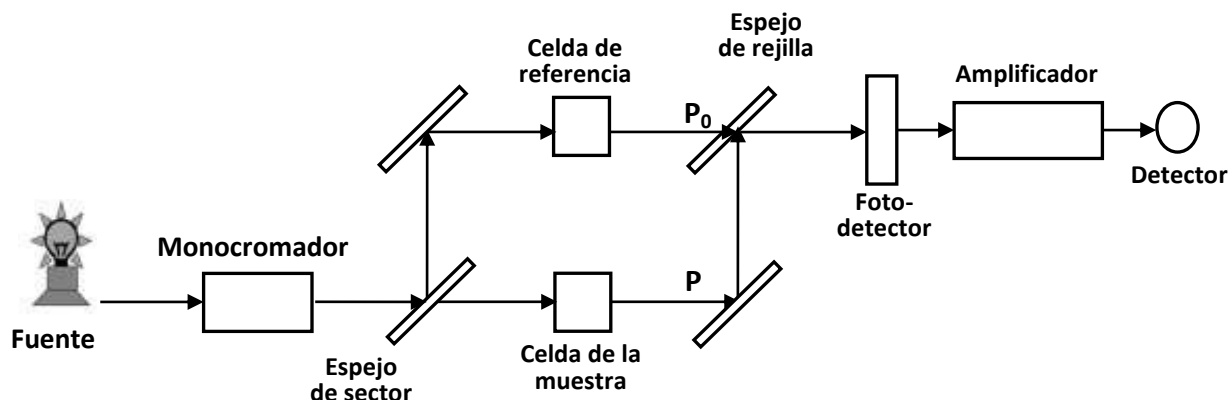 Celda de
referencia
Espejo
de rejilla
Amplificador
P₀
Foto-
detector
Detector
Monocromador
Fuente
Espejo
de sector
P
Celda de la
muestra